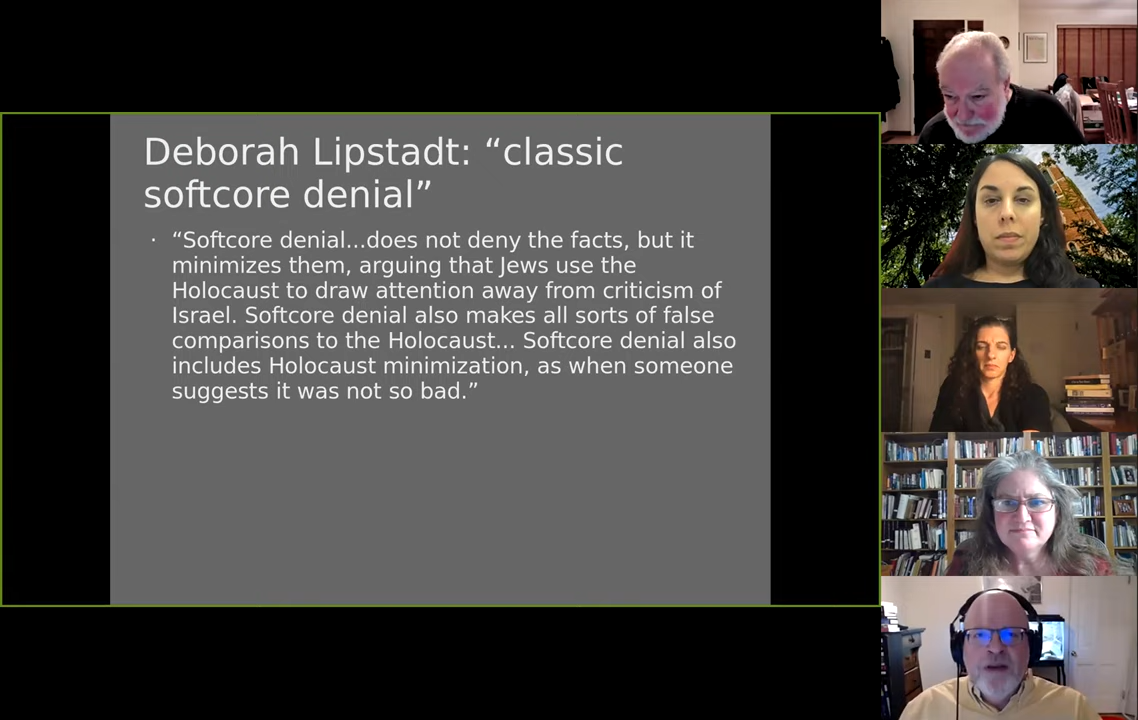 Deborah Lipstadt: “classic
softcore denial”
· “Softcore denial...does not deny the facts, but it
minimizes them, arguing that Jews use the
Holocaust to draw attention away from criticism of
Israel. Softcore denial also makes all sorts of false
comparisons to the Holocaust... Softcore denial also
includes Holocaust minimization, as when someone
suggests it was not so bad.”